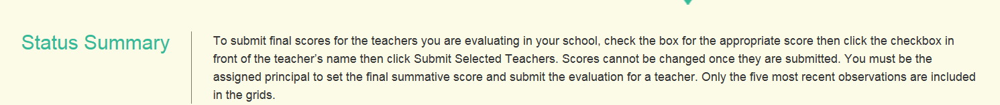 Status Summary
To submit final scores for the teachers you are evaluating in your school, check the box for the appropriate score then click the checkbox in
front of the teacher's name then click Submit Selected Teachers. Scores cannot be changed once they are submitted. You must be the
assigned principal to set the final summative score and submit the evaluation for a teacher. Only the five most recent observations are included
in the grids.